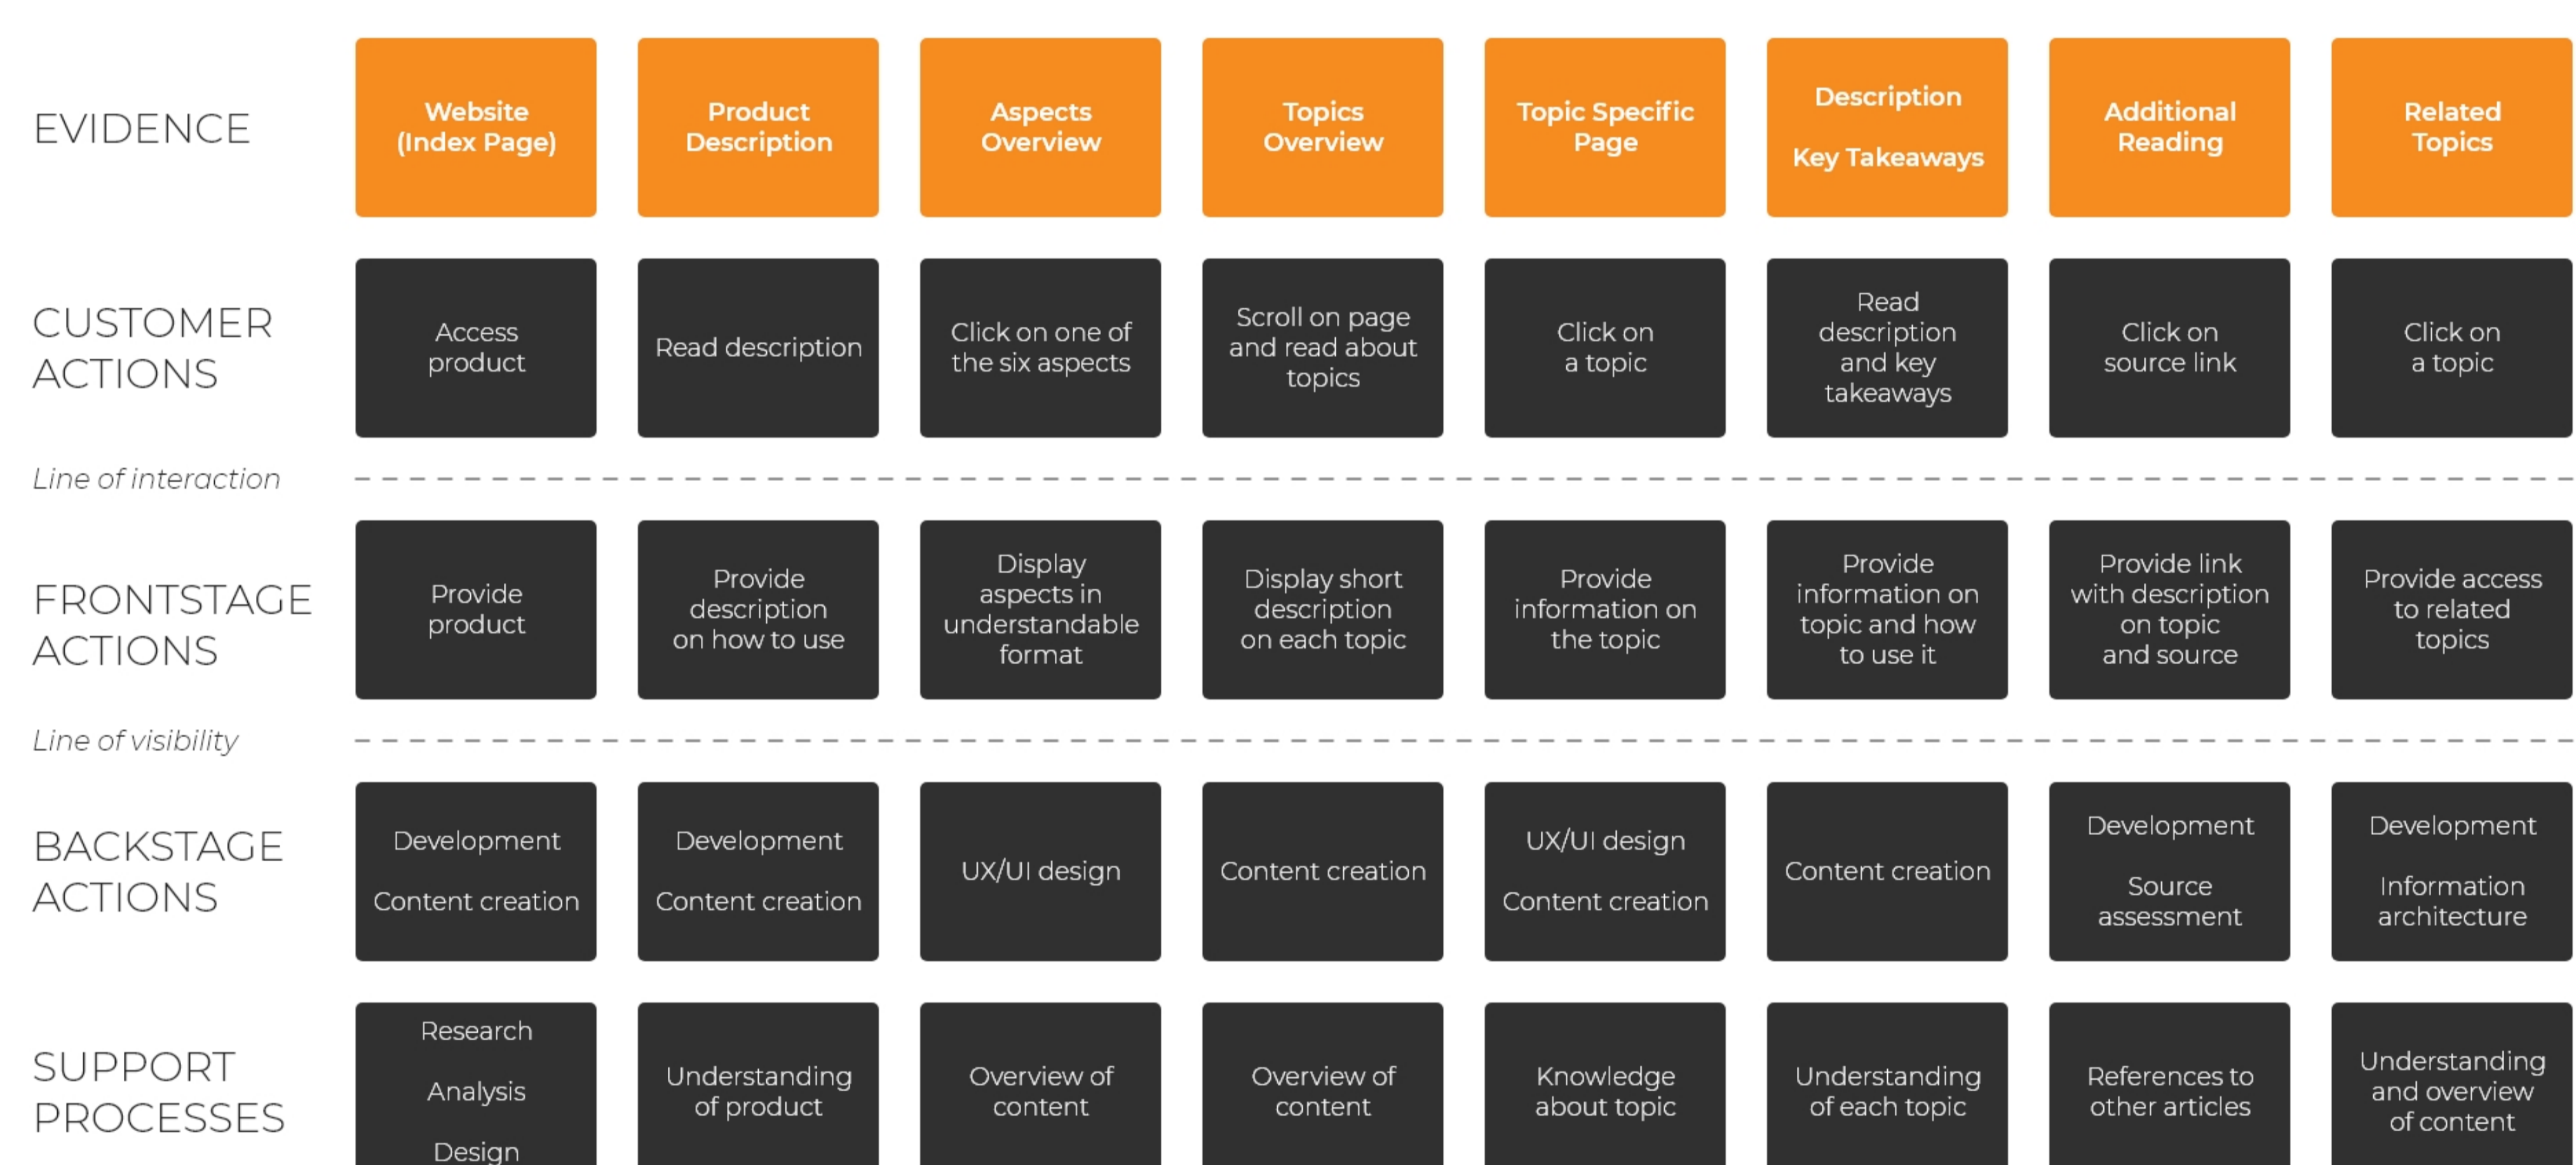 EVIDENCE
Website
(Index Page)
Product
Description
Aspects
Overview
Topics
Overview
Topic Specific
Page
Description
Key Takeaways
Additional
Reading
Related
Topics
CUSTOMER
ACTIONS
Access
product
Read description
Click on one of
the six aspects
Scroll on page
and read about
topics
Click on
a topic
Read
description
and key
takeaways
Click on
source link
Click on
a topic
Line of interaction
FRONTSTAGE
ACTIONS
Provide
product
Provide
description
on how to use
Display
aspects in
understandable
format
Display short
description
on each topic
Provide
information on
the topic
Provide
information on
topic and how
to use it
Provide link
with description
on topic
and source
Provide access
to related
topics
Line of visibility
BACKSTAGE
ACTIONS
Development
Content creation
Development
Content creation
UX/UI design
Content creation
UX/UI design
Content creation
Content creation
Development
Source
assessment
Development
Information
architecture
SUPPORT
PROCESSES
Research
Analysis
Design
Understanding
of product
Overview of
content
Overview of
content
Knowledge
about topic
Understanding
of each topic
References to
other articles
Understanding
and overview
of content